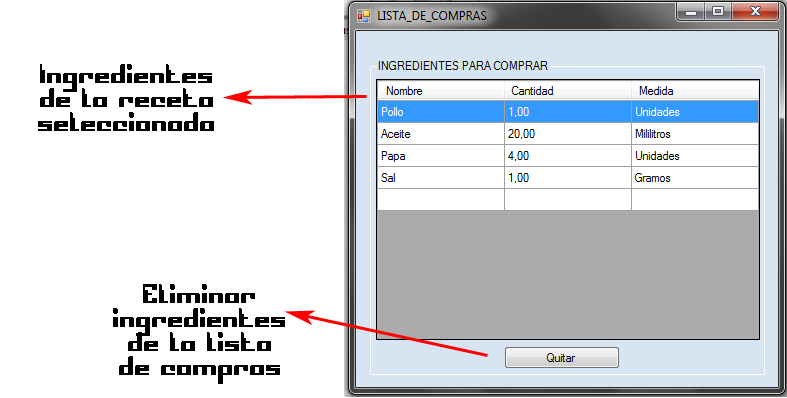 LISTA_DE_COMPRAS
Ingredientes
de la receta
seleccionada
INGREDIENTES PARA COMPRAR
Nombre Cantidad Medida
Pollo 1,00 Unidades
Aceite 20,00 Mililitros
Papa 4,00 Unidades
Sal 1,00 Gramos
Eliminar
ingredientes
de la lista
de compras
Quitar